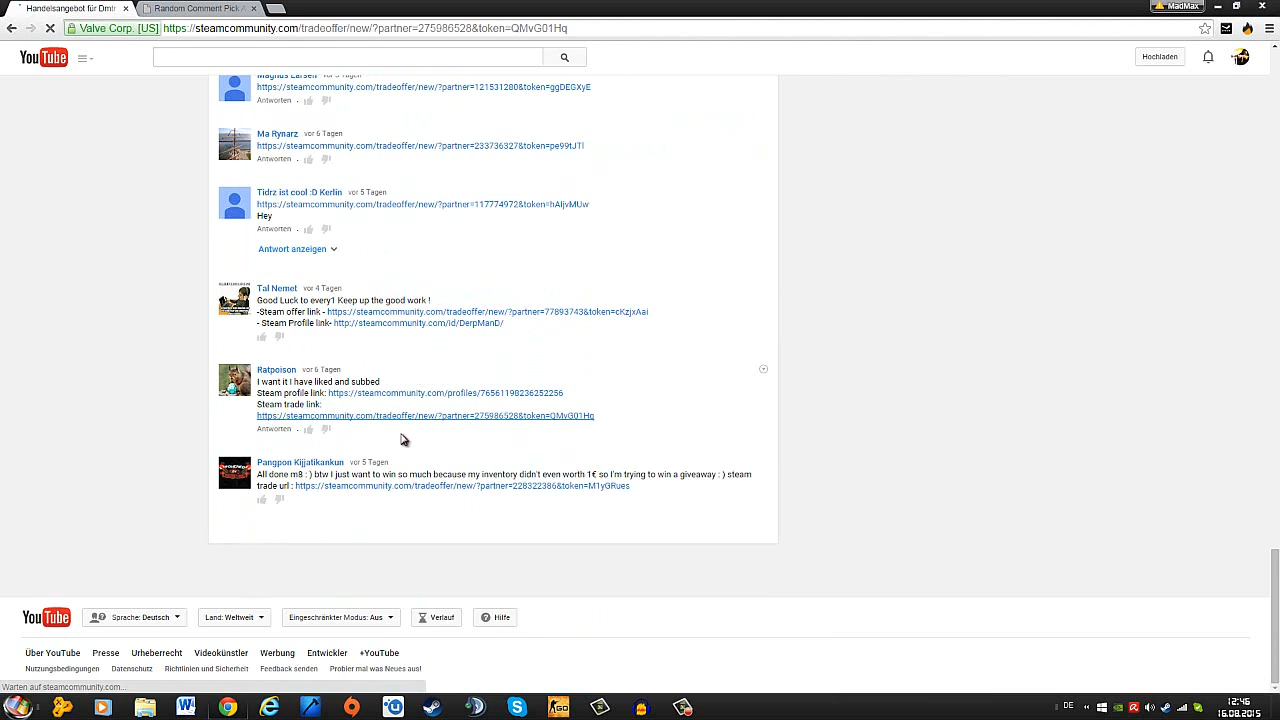 Handelsangebot für Dmtr
Random Comment Pick A
MadMax
Valve Corp. [US] https://steamcommunity.com/tradeoffer/new/?partner=275986528&token=QMvG01Hq
YouTube
Hochladen
Magnus Larsen
https://steamcommunity.com/tradeoffer/new/?partner=121531280&token=ggDEGXyE
Antworten
Ma Rynarz vor 6 Tagen
https://steamcommunity.com/tradeoffer/new/?partner=233736327&token=pe99tJTl
Antworten
Tidrz ist cool :D Kerlin vor 5 Tagen
https://steamcommunity.com/tradeoffer/new/?partner=117774972&token=hAIjvMUw
Hey
Antworten
Antwort anzeigen
Tal Nemet vor 4 Tagen
Good Luck to every1 Keep up the good work !
-Steam offer link - https://steamcommunity.com/tradeoffer/new/?partner=77893743&token=cKzjxAai
- Steam Profile link- http://steamcommunity.com/id/DerpManD/
Ratpoison vor 6 Tagen
I want it I have liked and subbed
Steam profile link: https://steamcommunity.com/profiles/76561198236252256
Steam trade link:
https://steamcommunity.com/tradeoffer/new/?partner=275986528&token=QMvG01Hq
Antworten
Pangpon Kijjatikankun vor 5 Tagen
All done m8 : ) btw I just want to win so much because my inventory didn't even worth 1€ so I'm trying to win a giveaway : ) steam
trade url : https://steamcommunity.com/tradeoffer/new/?partner=228322386&token=M1yGRues
YouTube Sprache: Deutsch Land: Weltweit Eingeschränkter Modus: Aus Verlauf Hilfe
Über YouTube Presse Urheberrecht Videokünstler Werbung Entwickler +YouTube
Nutzungsbedingungen Datenschutz Richtlinien und Sicherheit Feedback senden Probier mal was Neues aus!
Warten auf steamcommunity.com...
DE
12:46
16.08.2015